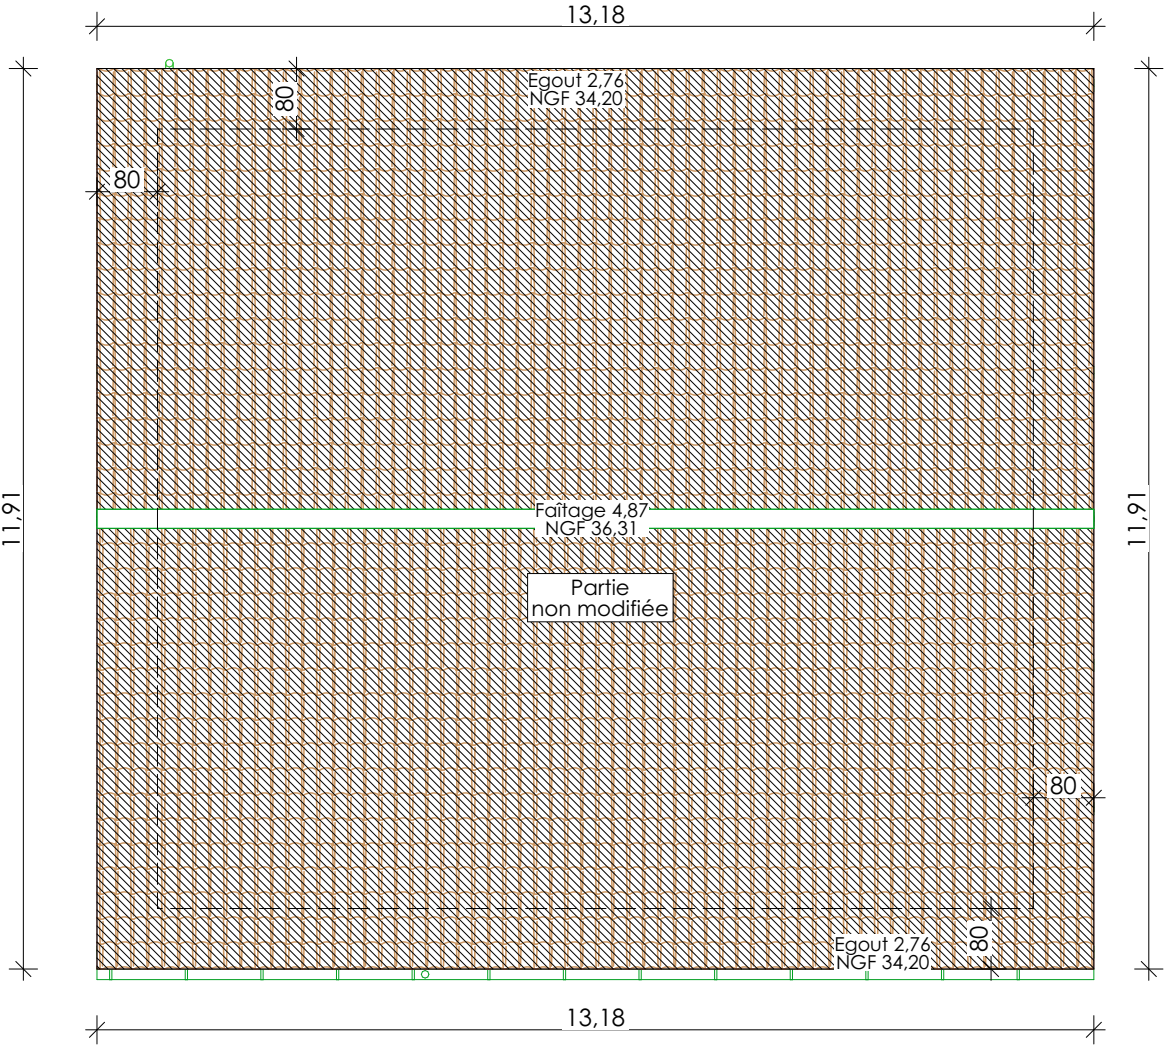 13,18
Egout 2,76
NGF 34,20
80
80
11,91
11,91
Faîtage 4,87
NGF 36,31
Partie
non modifiée
80
80
Egout 2,76
NGF 34,20
13,18